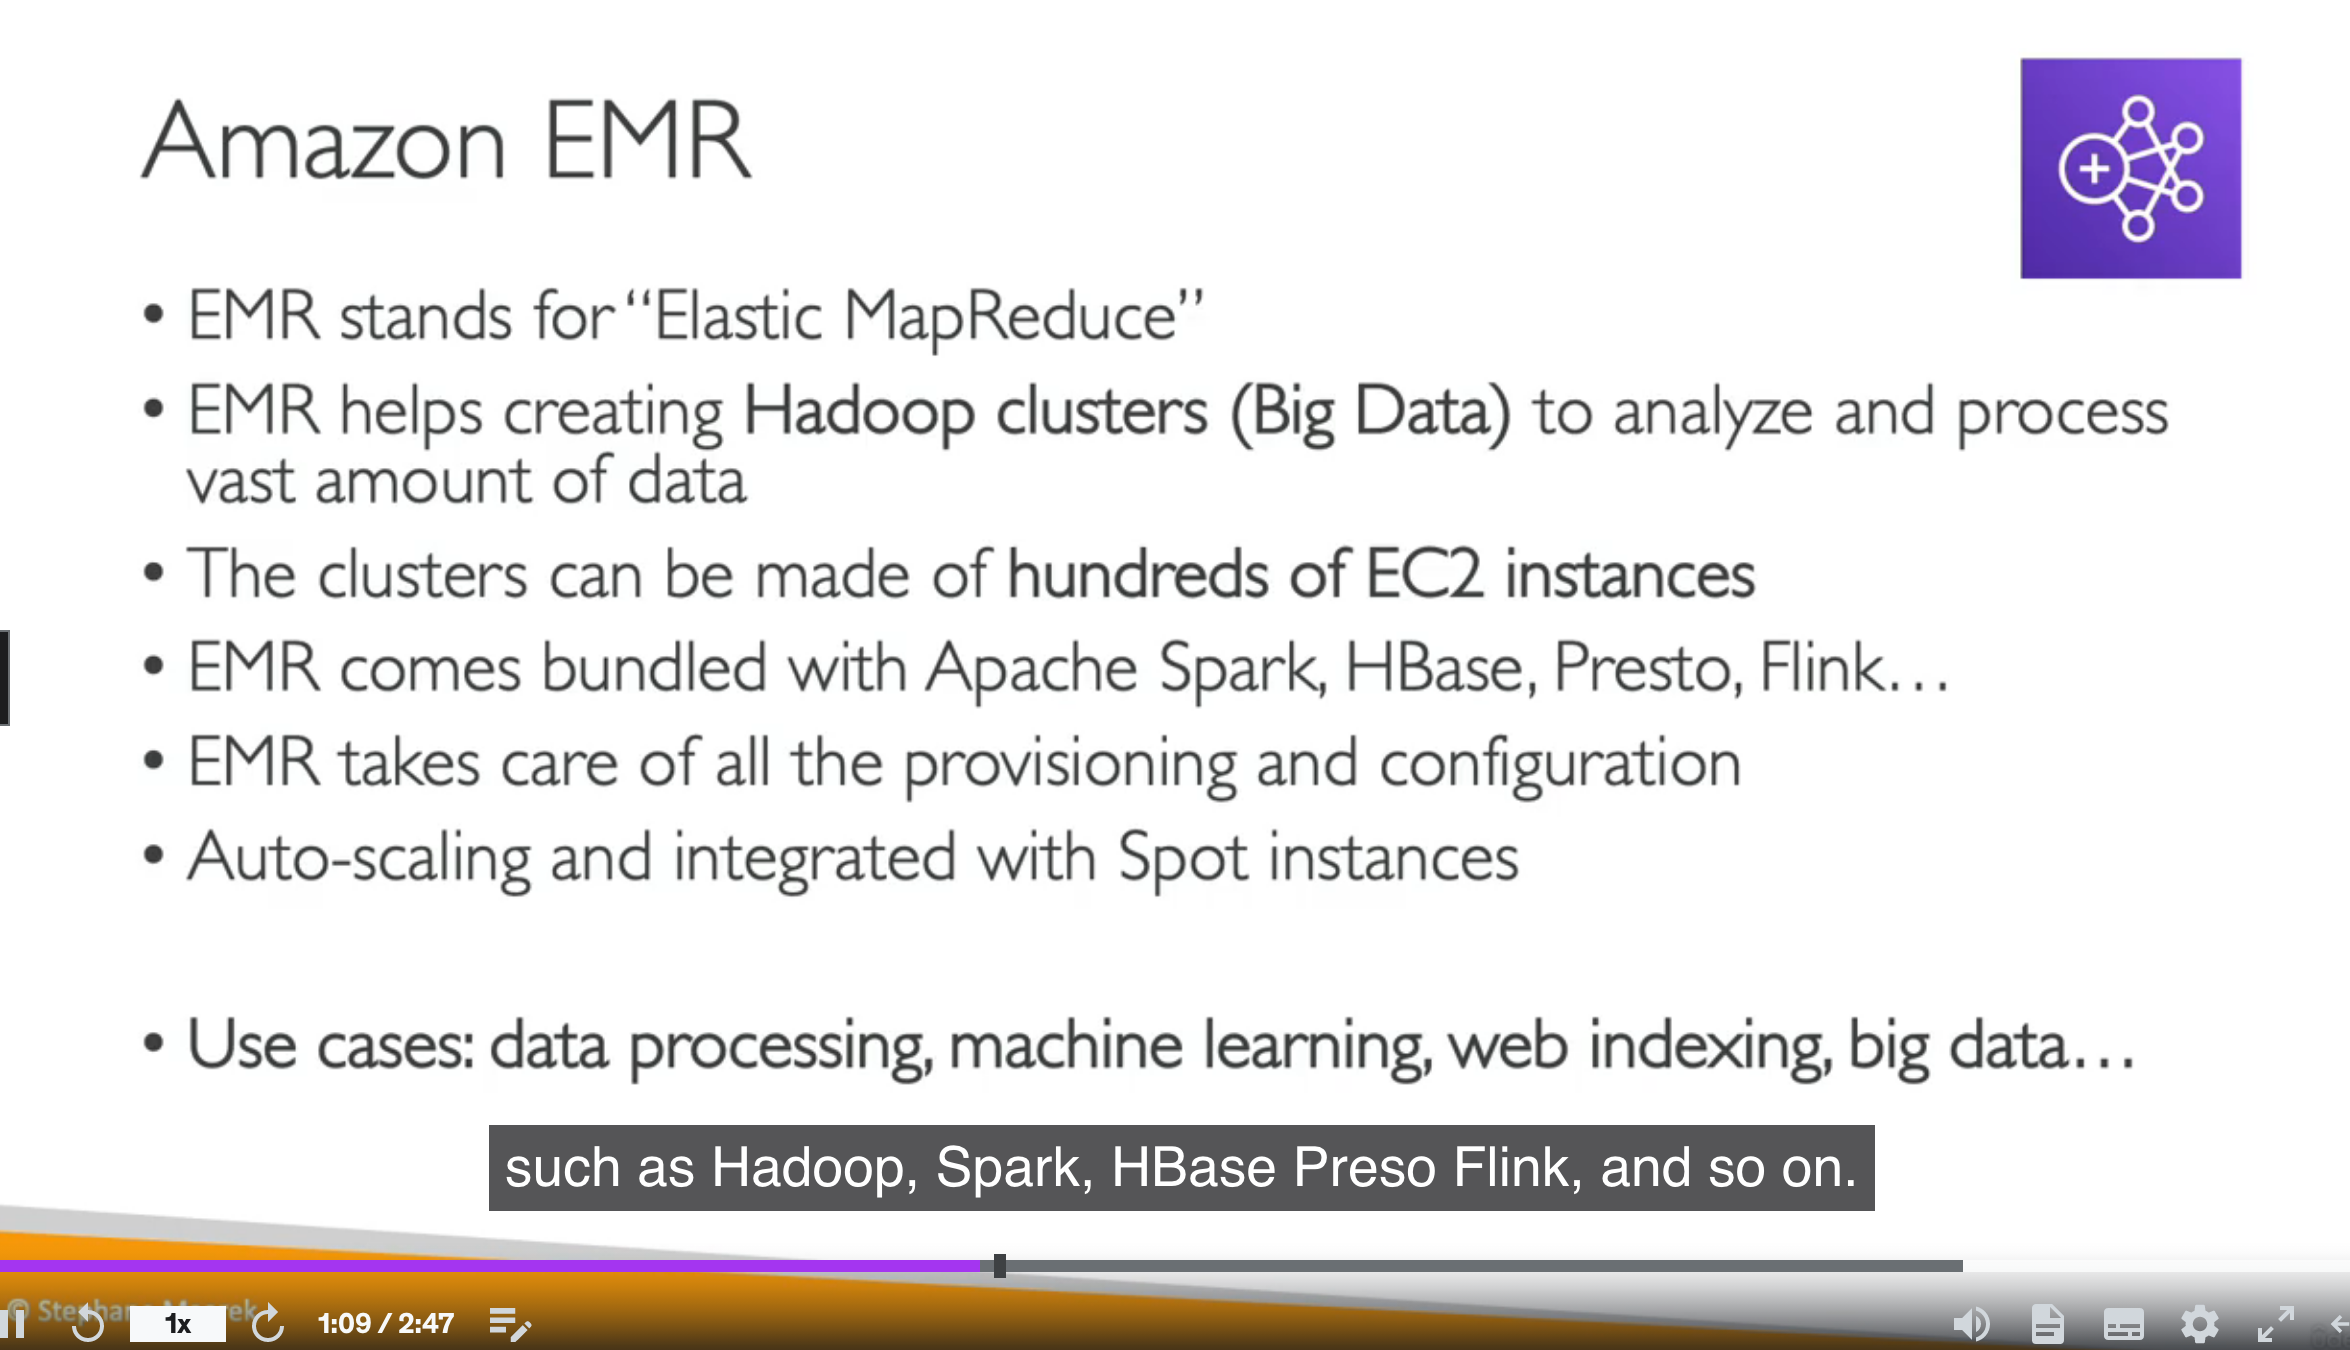 Amazon EMR
• EMR stands for “Elastic MapReduce”
• EMR helps creating Hadoop clusters (Big Data) to analyze and process
vast amount of data
• The clusters can be made of hundreds of EC2 instances
• EMR comes bundled with Apache Spark, HBase, Presto, Flink…
• EMR takes care of all the provisioning and configuration
• Auto-scaling and integrated with Spot instances
• Use cases: data processing, machine learning, web indexing, big data…
such as Hadoop, Spark, HBase Preso Flink, and so on.
©
1x
1:09 / 2:47